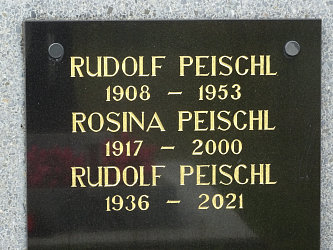 RUDOLF PEISCHL
1908 – 1953
ROSINA PEISCHL
1917 – 2000
RUDOLF PEISCHL
1936 – 2021